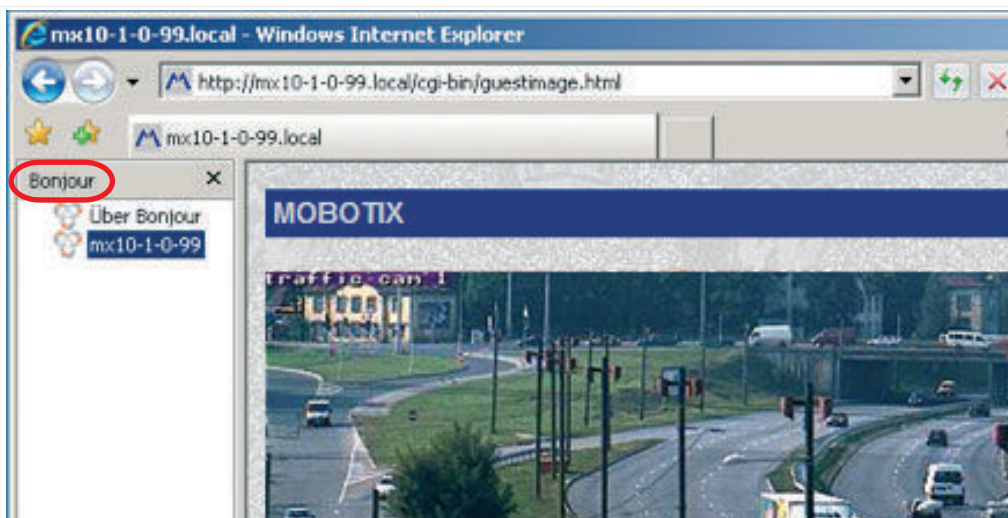 mx10-1-0-99.local - Windows Internet Explorer
http://mx10-1-0-99.local/cgi-bin/guestimage.html
mx10-1-0-99.local
Bonjour
Über Bonjour
mx10-1-0-99
MOBOTIX
traffic-cam 1